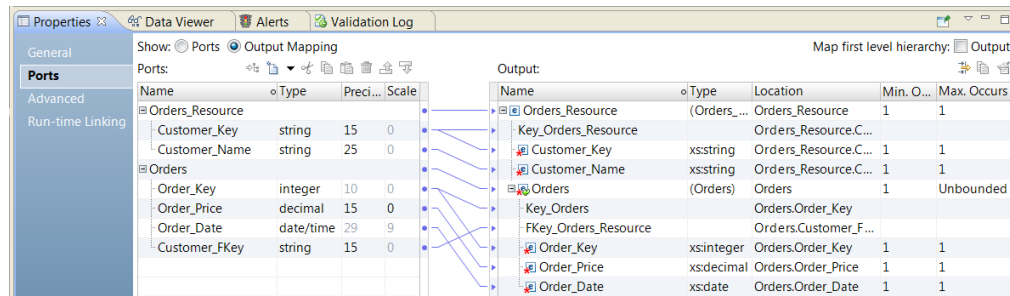 Properties Data Viewer Alerts Validation Log
General
Ports
Advanced
Run-time Linking
Show: Ports Output Mapping
Map first level hierarchy: Output
Ports:
Output:
Name Type Preci... Scale
Orders_Resource
Customer_Key string 15 0
Customer_Name string 25 0
Orders
Order_Key integer 10 0
Order_Price decimal 15 0
Order_Date date/time 29 9
Customer_FKey string 15 0
Name Type Location Min. O... Max. Occurs
Orders_Resource (Orders_... Orders_Resource 1 1
Key_Orders_Resource Orders_Resource.C...
Customer_Key xs:string Orders_Resource.C... 1 1
Customer_Name xs:string Orders_Resource.C... 1 1
Orders (Orders) Orders 1 Unbounded
Key_Orders Orders.Order_Key
FKey_Orders_Resource Orders.Customer_F...
Order_Key xs:integer Orders.Order_Key 1 1
Order_Price xs:decimal Orders.Order_Price 1 1
Order_Date xs:date Orders.Order_Date 1 1